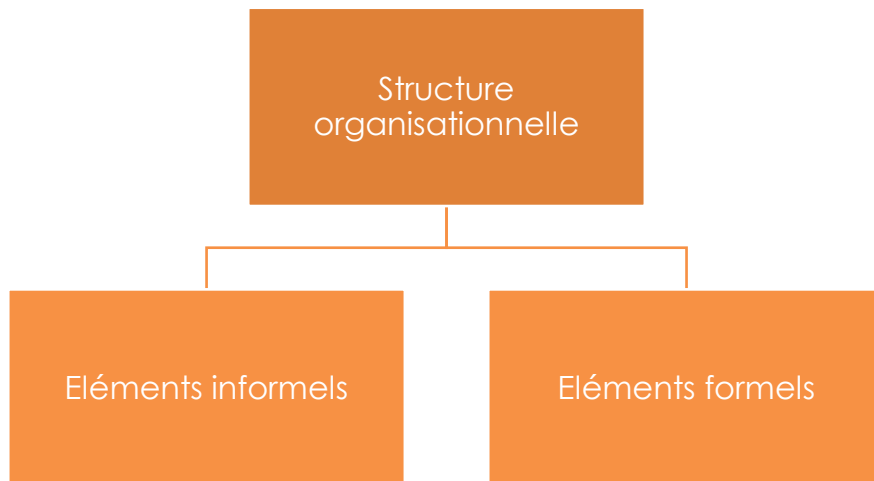 Structure
organisationnelle
Eléments informels
Eléments formels